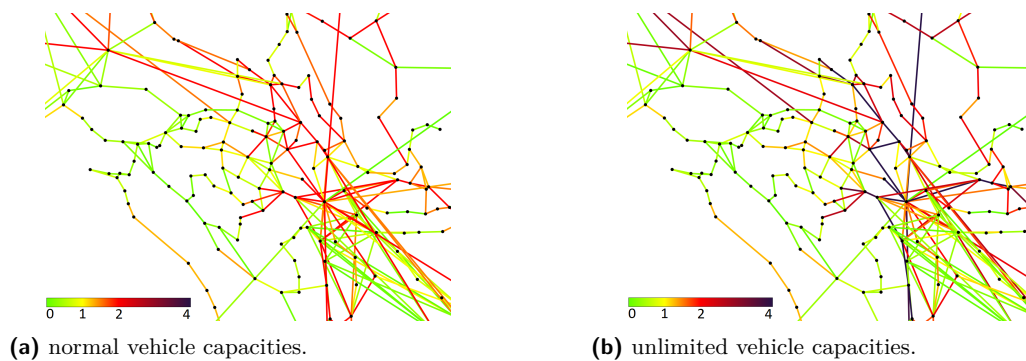 0 1 2 4
0 1 2 4
(a) normal vehicle capacities.
(b) unlimited vehicle capacities.